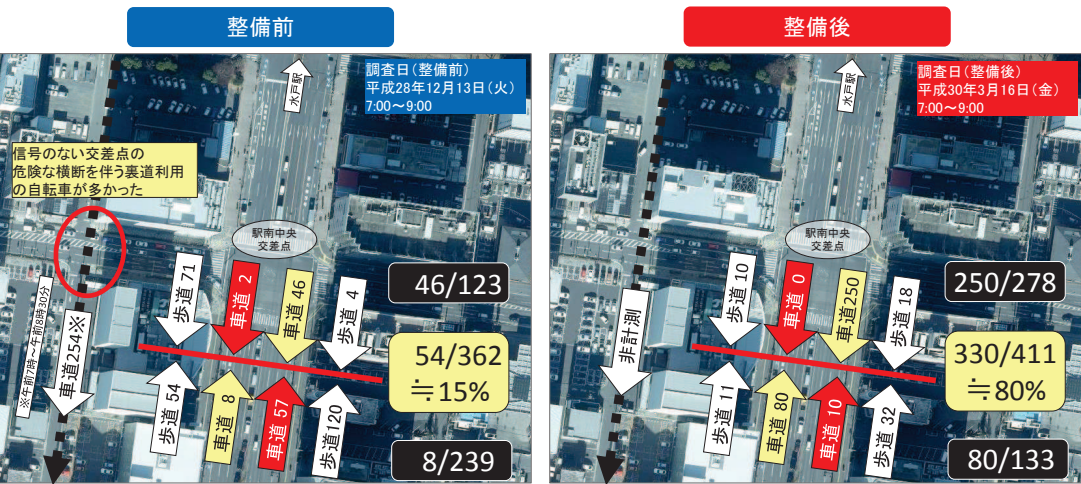 整備前
水戸駅
調査日（整備前）
平成28年12月13日（火）
7:00～9:00
信号のない交差点の
危険な横断を伴う裏道利用
の自転車が多かった
駅南中央
交差点
※午前7時～午前8時30分
車道254※
歩道 71
車道 2
車道 46
歩道 4
46/123
54/362
≒15%
歩道 54
車道 8
車道 57
歩道120
8/239
整備後
水戸駅
調査日（整備後）
平成30年3月16日（金）
7:00～9:00
駅南中央
交差点
非計測
歩道 10
車道 0
車道250
歩道 18
250/278
330/411
≒80%
歩道 11
車道 80
車道 10
歩道 32
80/133